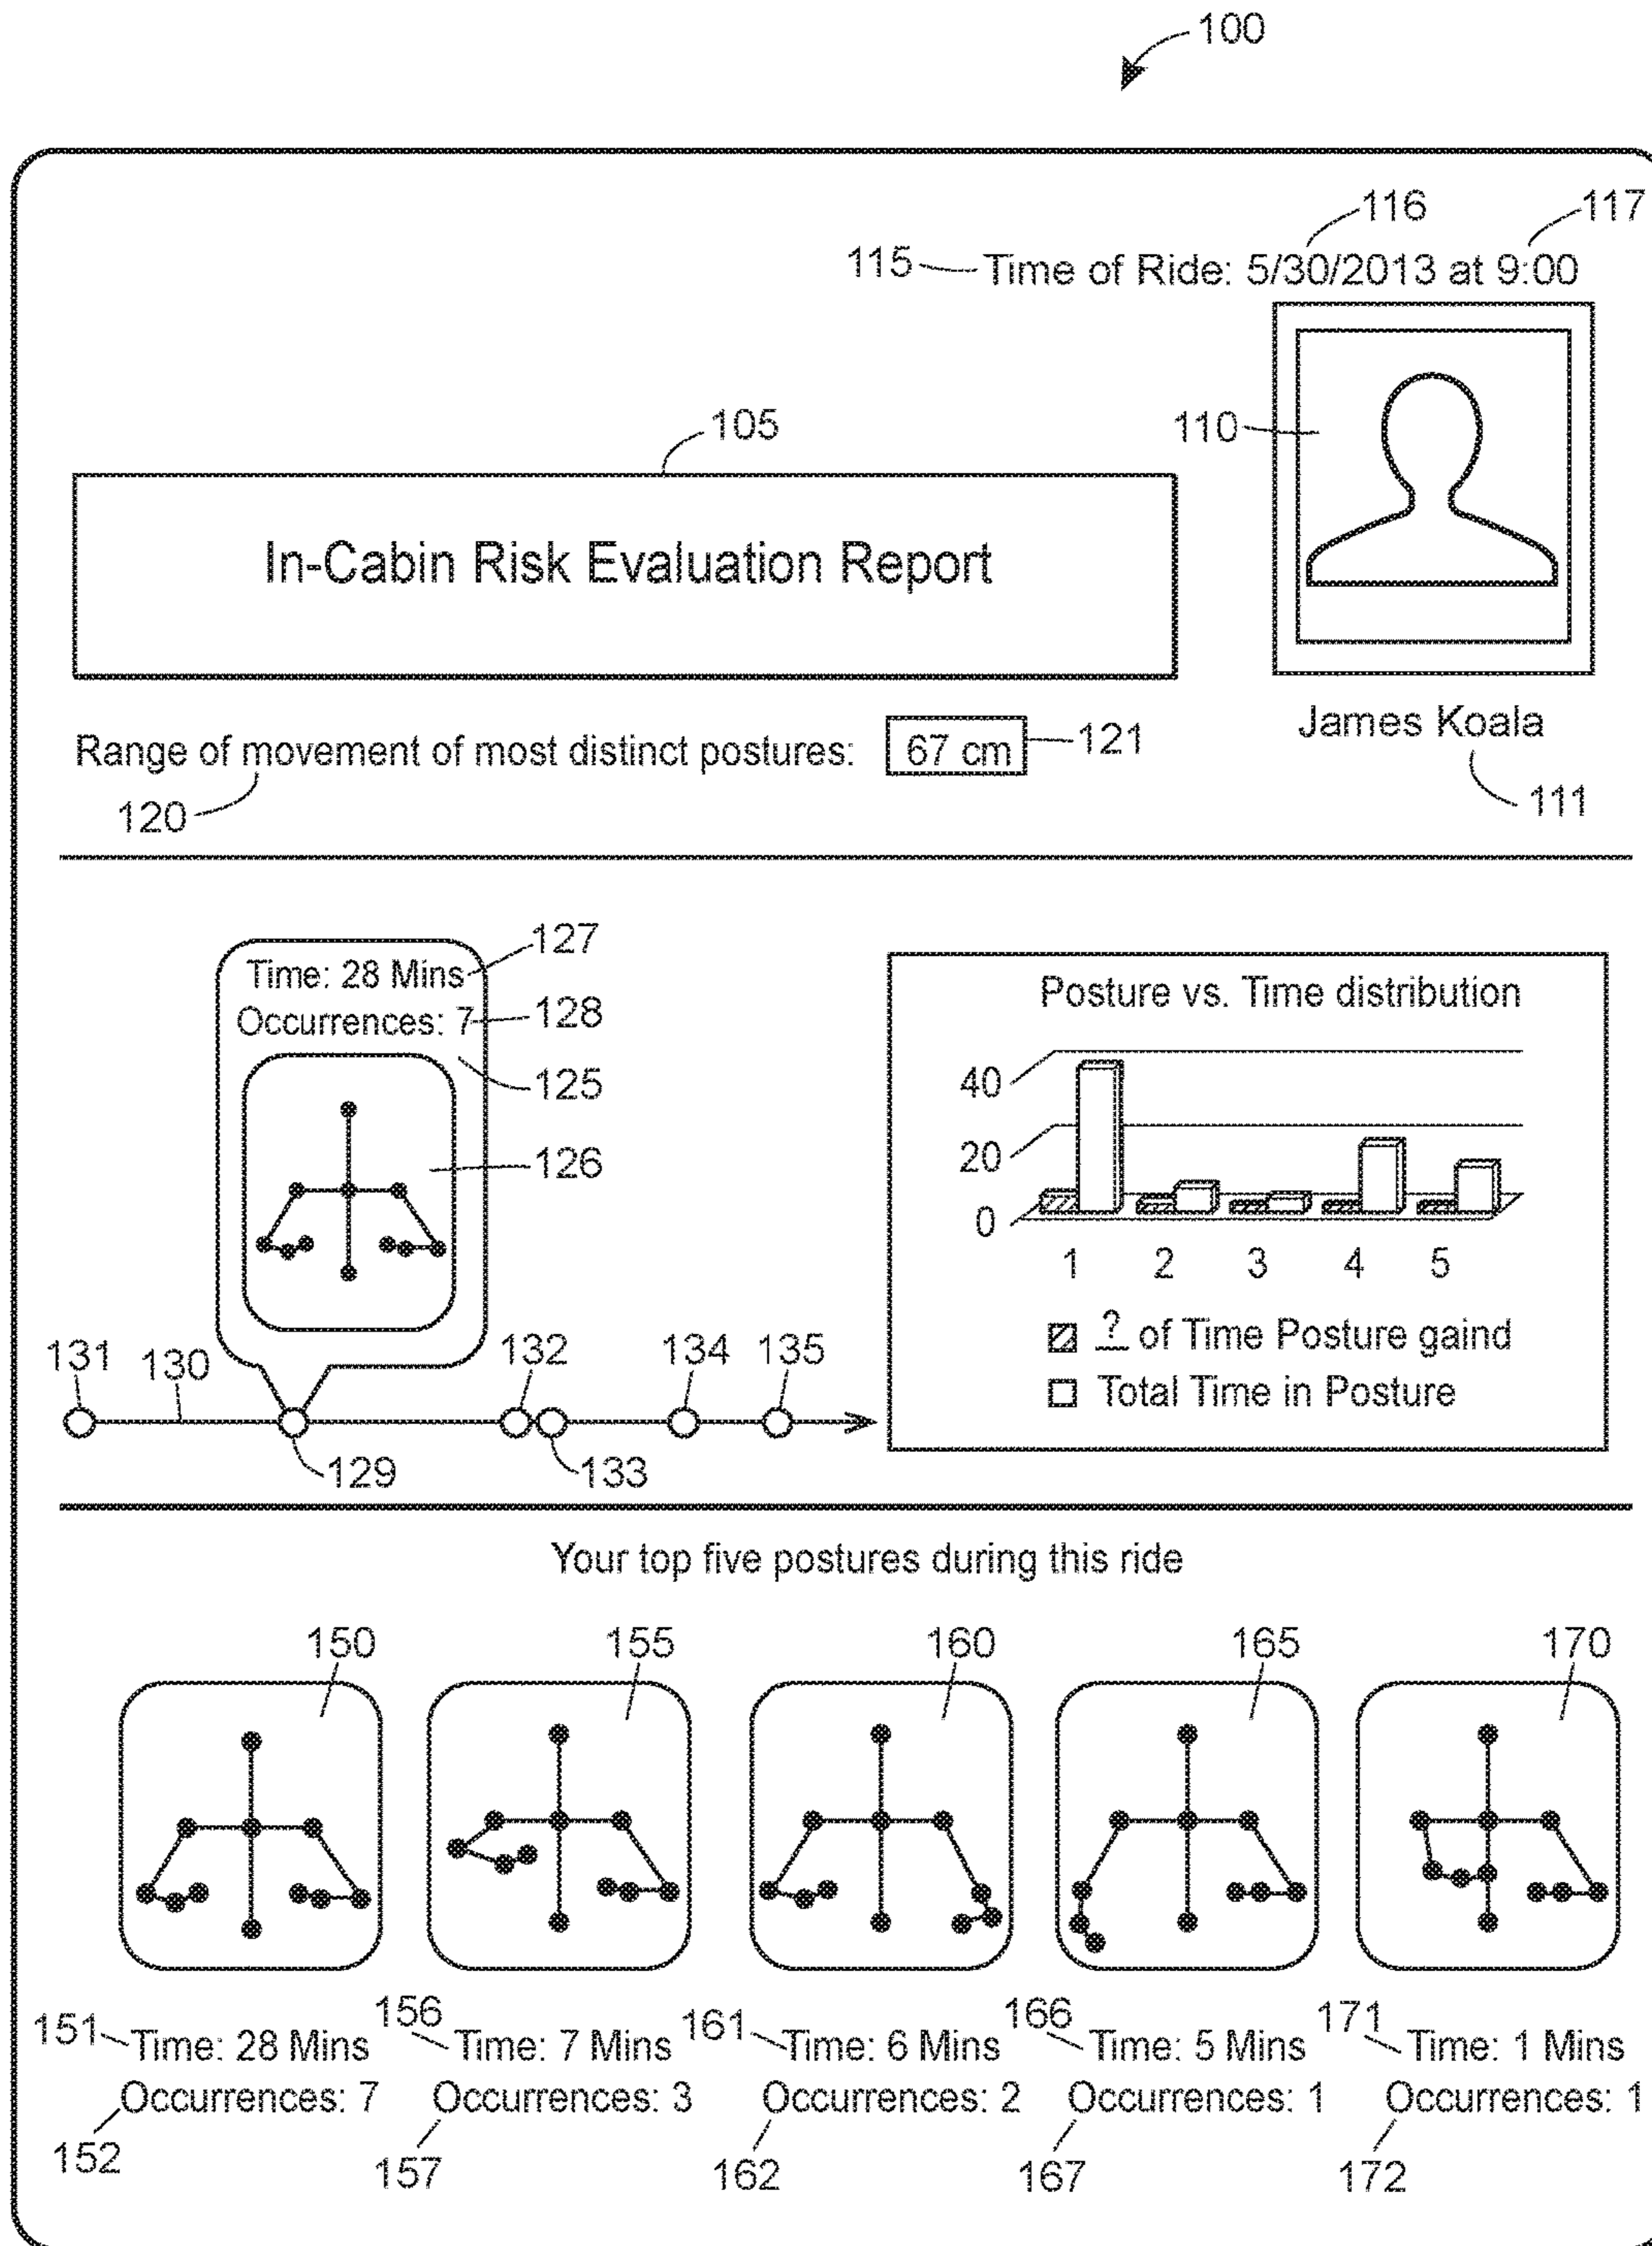 100
116
117
115
Time of Ride: 5/30/2013 at 9:00
110
105
In-Cabin Risk Evaluation Report
James Koala
111
Range of movement of most distinct postures:
67 cm
121
120
Time: 28 Mins
127
Occurrences: 7
128
125
126
131
130
132
134
135
129
133
Posture vs. Time distribution
40
20
0
1 2 3 4 5
? of Time Posture gaind
Total Time in Posture
Your top five postures during this ride
150
155
160
165
170
151
Time: 28 Mins
Occurrences: 7
152
156
Time: 7 Mins
Occurrences: 3
157
161
Time: 6 Mins
Occurrences: 2
162
166
Time: 5 Mins
Occurrences: 1
167
171
Time: 1 Mins
Occurrences: 1
172